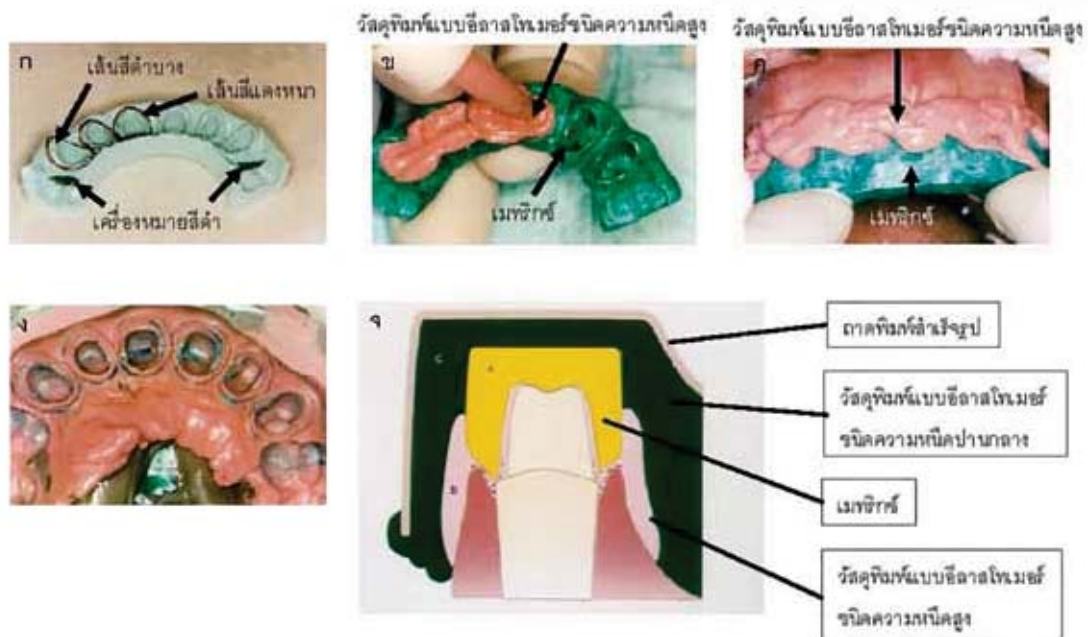 วัสดุพิมพ์แบบอีลาสโทเมอร์ชนิดความหนืดสูง
วัสดุพิมพ์แบบอีลาสโทเมอร์ชนิดความหนืดสูง
ก
เส้นสีดำบาง
เส้นสีแดงหนา
เครื่องหมายสีดำ
ข
เมทริกซ์
ค
เมทริกซ์
ง
จ
C
A
B
ถาดพิมพ์สำเร็จรูป
วัสดุพิมพ์แบบอีลาสโทเมอร์
ชนิดความหนืดปานกลาง
เมทริกซ์
วัสดุพิมพ์แบบอีลาสโทเมอร์
ชนิดความหนืดสูง